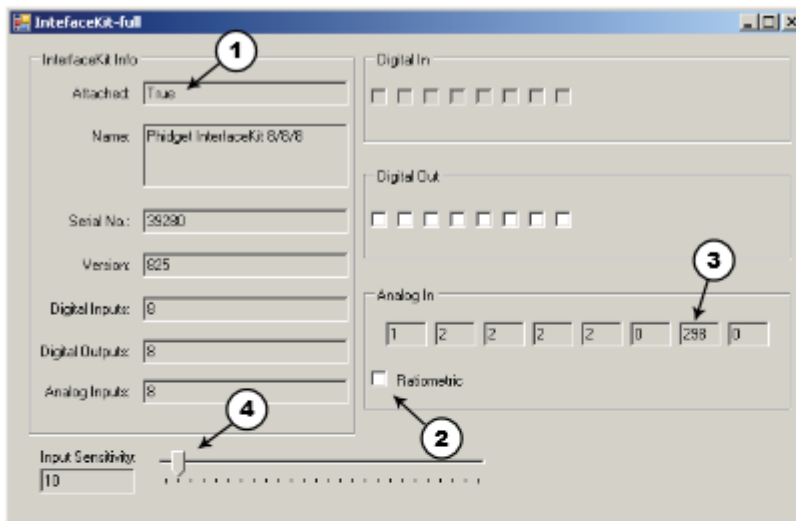 InterfaceKit-full
InterfaceKit Info
1
Attached: True
Name: Phidget InterfaceKit 8/8/8
Serial No.: 39280
Version: 825
Digital Inputs: 8
Digital Outputs: 8
Analog Inputs: 8
4
Input Sensitivity:
10
Digital In
Digital Out
3
Analog In
1 2 2 2 2 0 298 0
Ratiometric
2